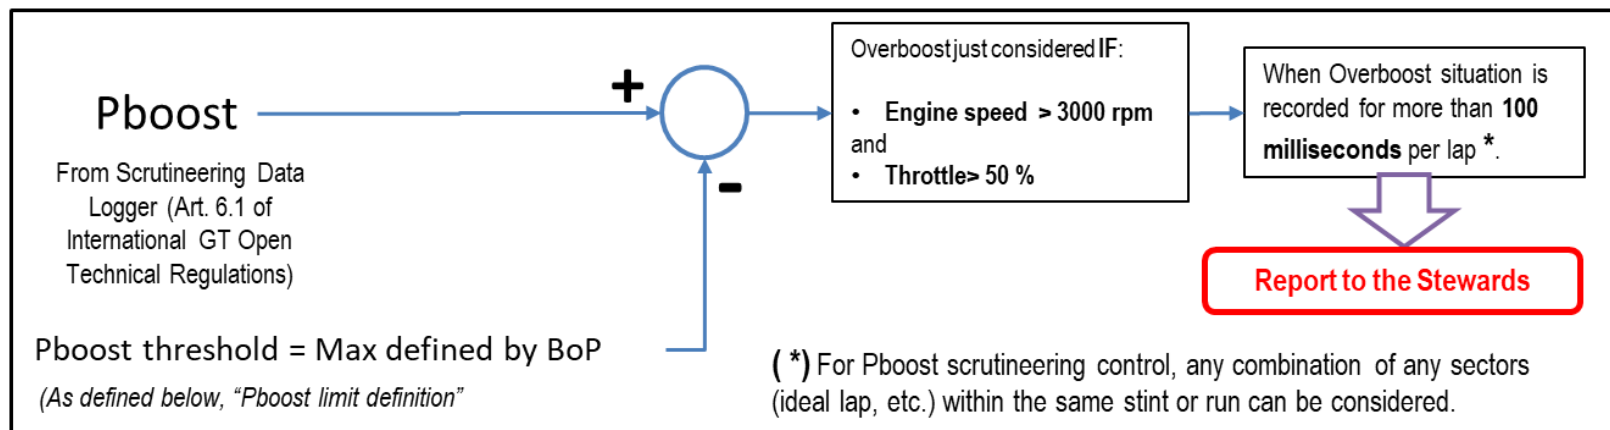 Pboost
From Scrutineering Data
Logger (Art. 6.1 of
International GT Open
Technical Regulations)
Pboost threshold = Max defined by BoP
(As defined below, “Pboost limit definition”
+
-
Overboost just considered IF:
• Engine speed > 3000 rpm
and
• Throttle> 50 %
When Overboost situation is
recorded for more than 100
milliseconds per lap *.
Report to the Stewards
( *) For Pboost scrutineering control, any combination of any sectors
(ideal lap, etc.) within the same stint or run can be considered.